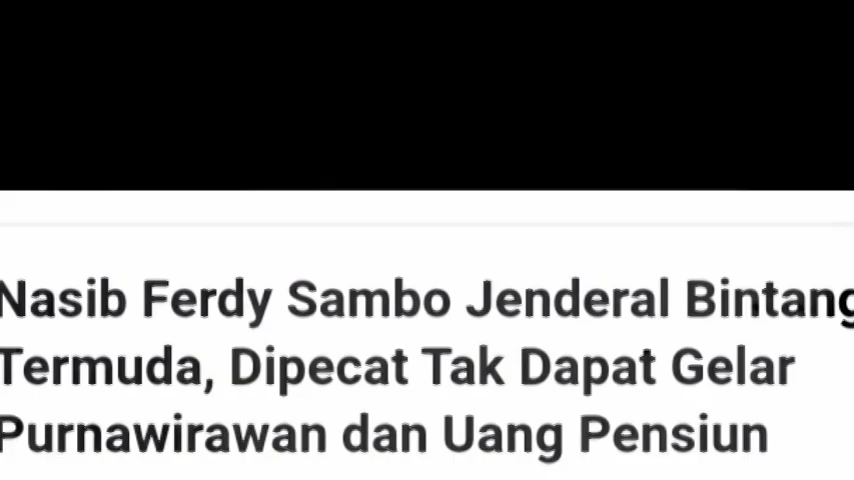 Nasib Ferdy Sambo Jenderal Bintang
Termuda, Dipecat Tak Dapat Gelar
Purnawirawan dan Uang Pensiun